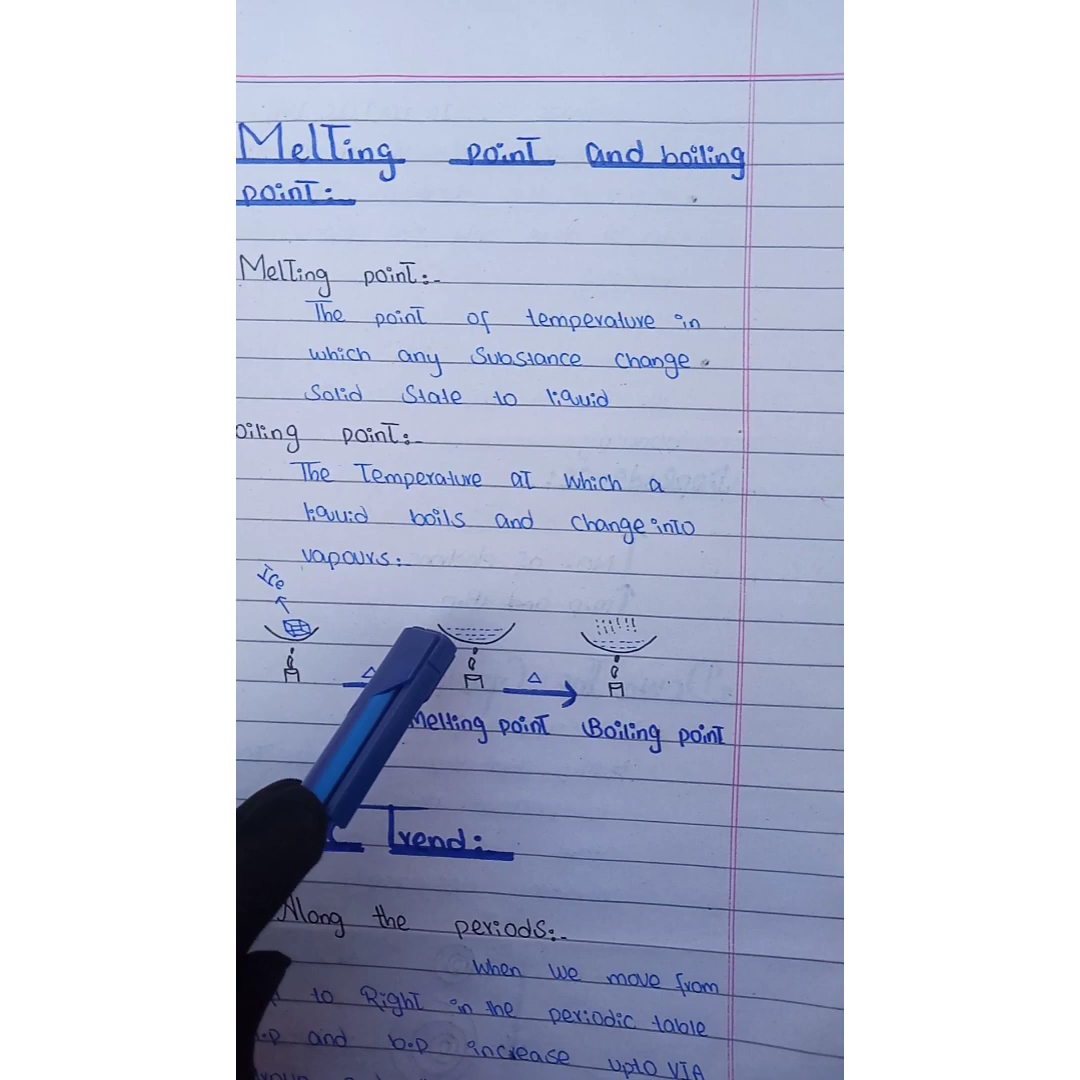 Melting point and boiling
point:-
Melting point:-
The point of temperature in
which any Substance change
Solid State to liquid
oiling point:-
The Temperature at which a
liquid boils and change into
vapours:
Ice
Δ
Δ
Melting point Boiling point
Trend:-
Along the periods:-
When we move from
to Right in the periodic table
.p and b.p increase upto VIA